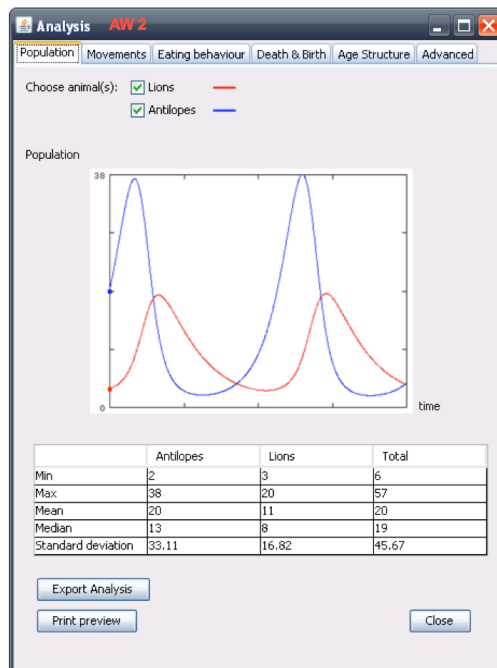 Analysis AW 2
Population Movements Eating behaviour Death & Birth Age Structure Advanced
Choose animal(s): Lions
Antilopes
Population
38
0
time
Antilopes Lions Total
Min 2 3 6
Max 38 20 57
Mean 20 11 20
Median 13 8 19
Standard deviation 33.11 16.82 45.67
Export Analysis
Print preview Close